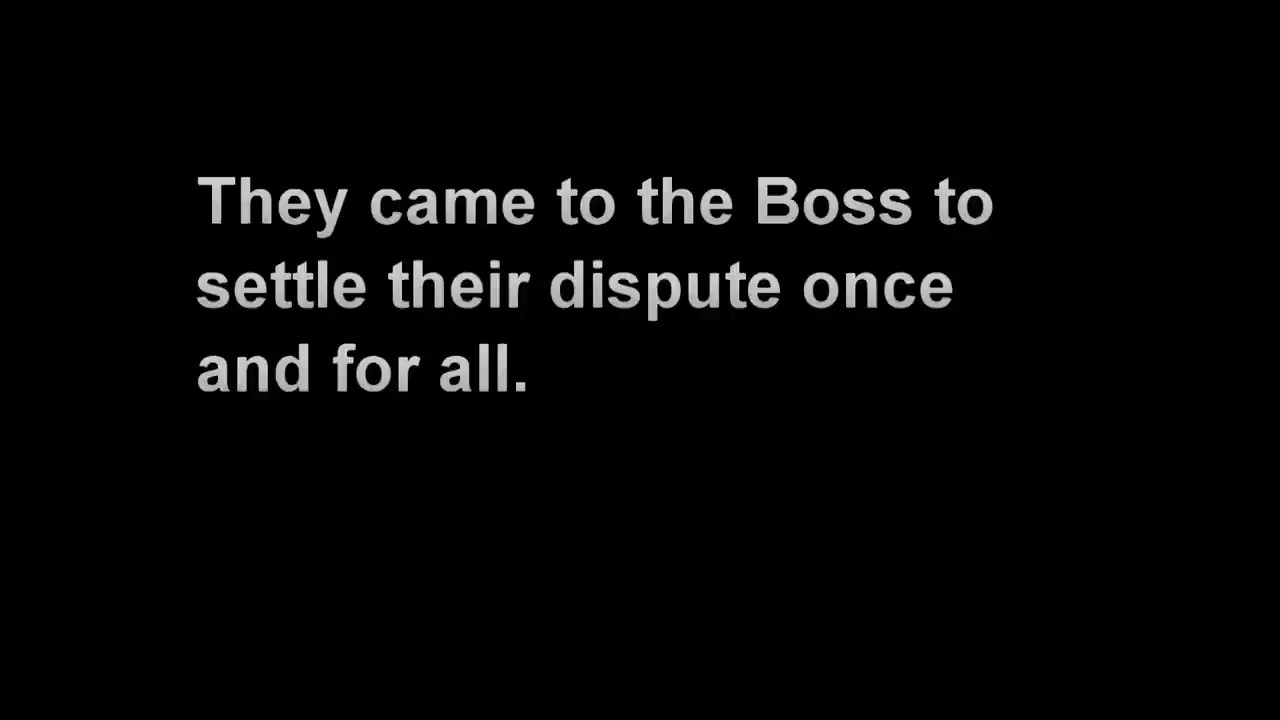 They came to the Boss to
settle their dispute once
and for all.